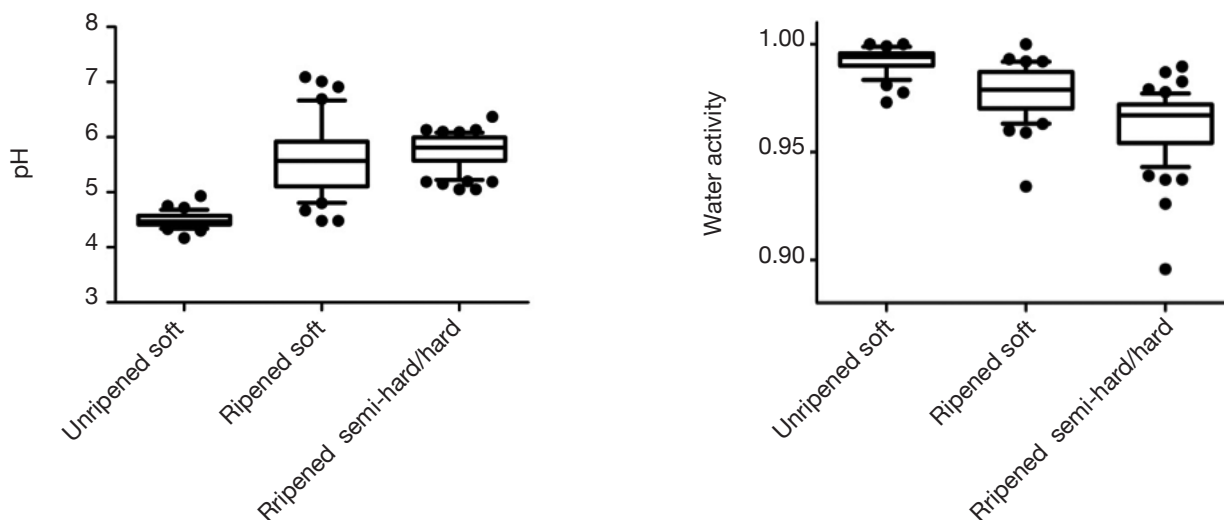 8
7
6
5
4
3
pH
Unripened soft
Ripened soft
Rripened semi-hard/hard
1.00
0.95
0.90
Water activity
Unripened soft
Ripened soft
Rripened semi-hard/hard